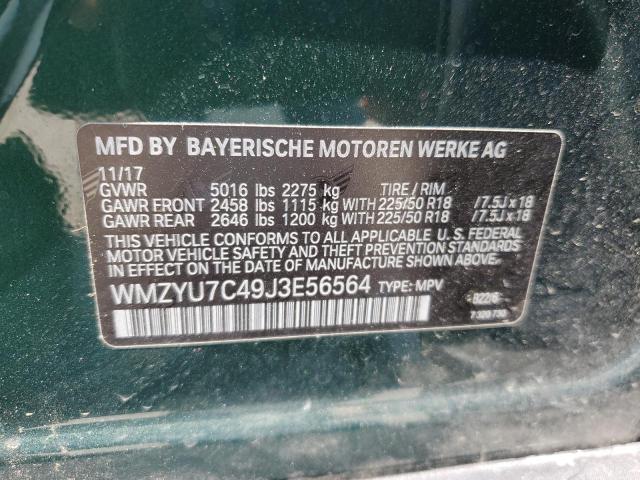 MFD BY BAYERISCHE MOTOREN WERKE AG
11/17
GVWR 5016 lbs 2275 kg TIRE / RIM
GAWR FRONT 2458 lbs 1115 kg WITH 225/50 R18 /7.5J x 18
GAWR REAR 2646 lbs 1200 kg WITH 225/50 R18 /7.5J x 18
THIS VEHICLE CONFORMS TO ALL APPLICABLE U. S. FEDERAL
MOTOR VEHICLE SAFETY AND THEFT PREVENTION STANDARDS
IN EFFECT ON THE DATE OF MANUFACTURE SHOWN ABOVE.
WMZYU7C49J3E56564 TYPE: MPV
7 320 730